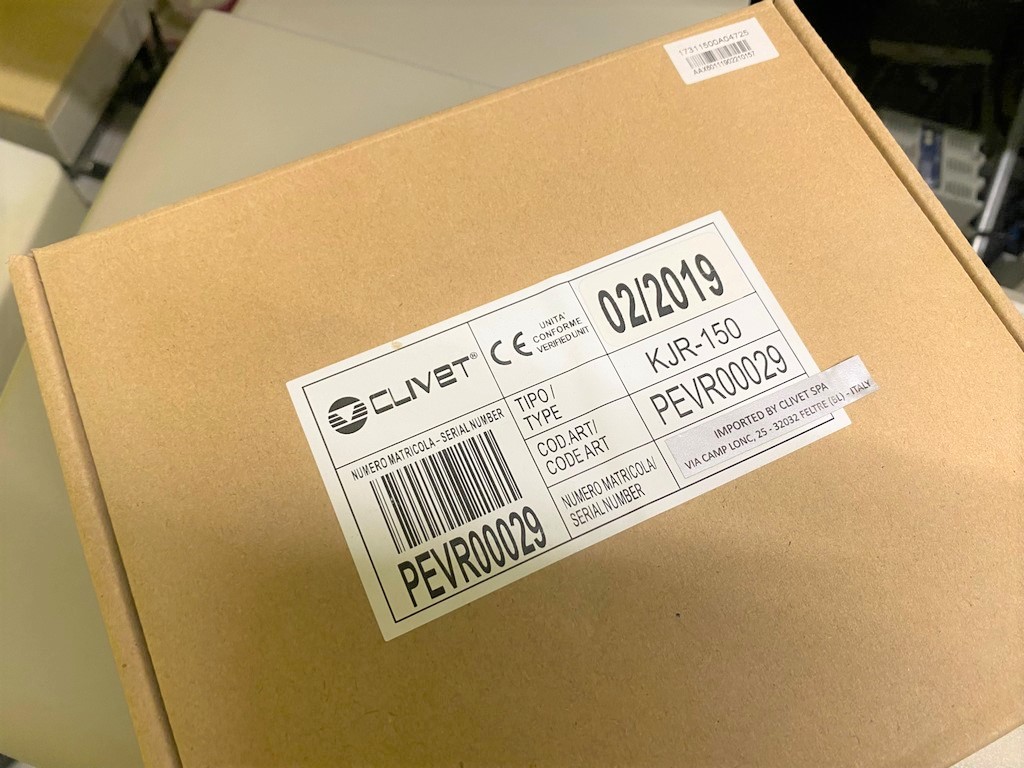 17311500A04725
AAX6011190221015?
CLIVET®
CE
UNITA'
CONFORME
VERIFIED UNIT
02/2019
NUMERO MATRICOLA - SERIAL NUMBER
PEVR00029
TIPO /
TYPE
KJR-150
COD.ART/
CODE ART
PEVR00029
NUMERO MATRICOLA/
SERIAL NUMBER
IMPORTED BY CLIVET SPA
VIA CAMP LONC, 25 - 32032 FELTRE (BL) - ITALY